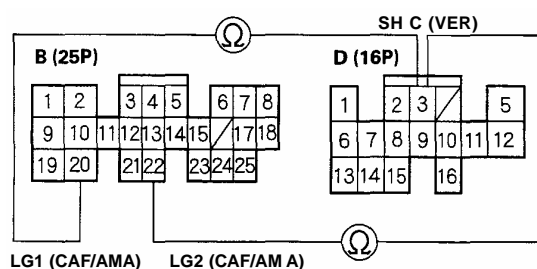 SH C (VER)
Ω
B (25P)
D (16P)
1 2 3 4 5 6 7 8
9 10 11 12 13 14 15 17 18
19 20 21 22 23 24 25
1 2 3 5
6 7 8 9 10 11 12
13 14 15 16
Ω
LG1 (CAF/AMA)
LG2 (CAF/AM A)